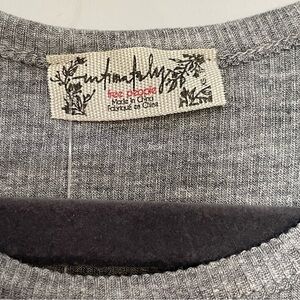 intimately
free people
Made in China
Fabriqué en Chine